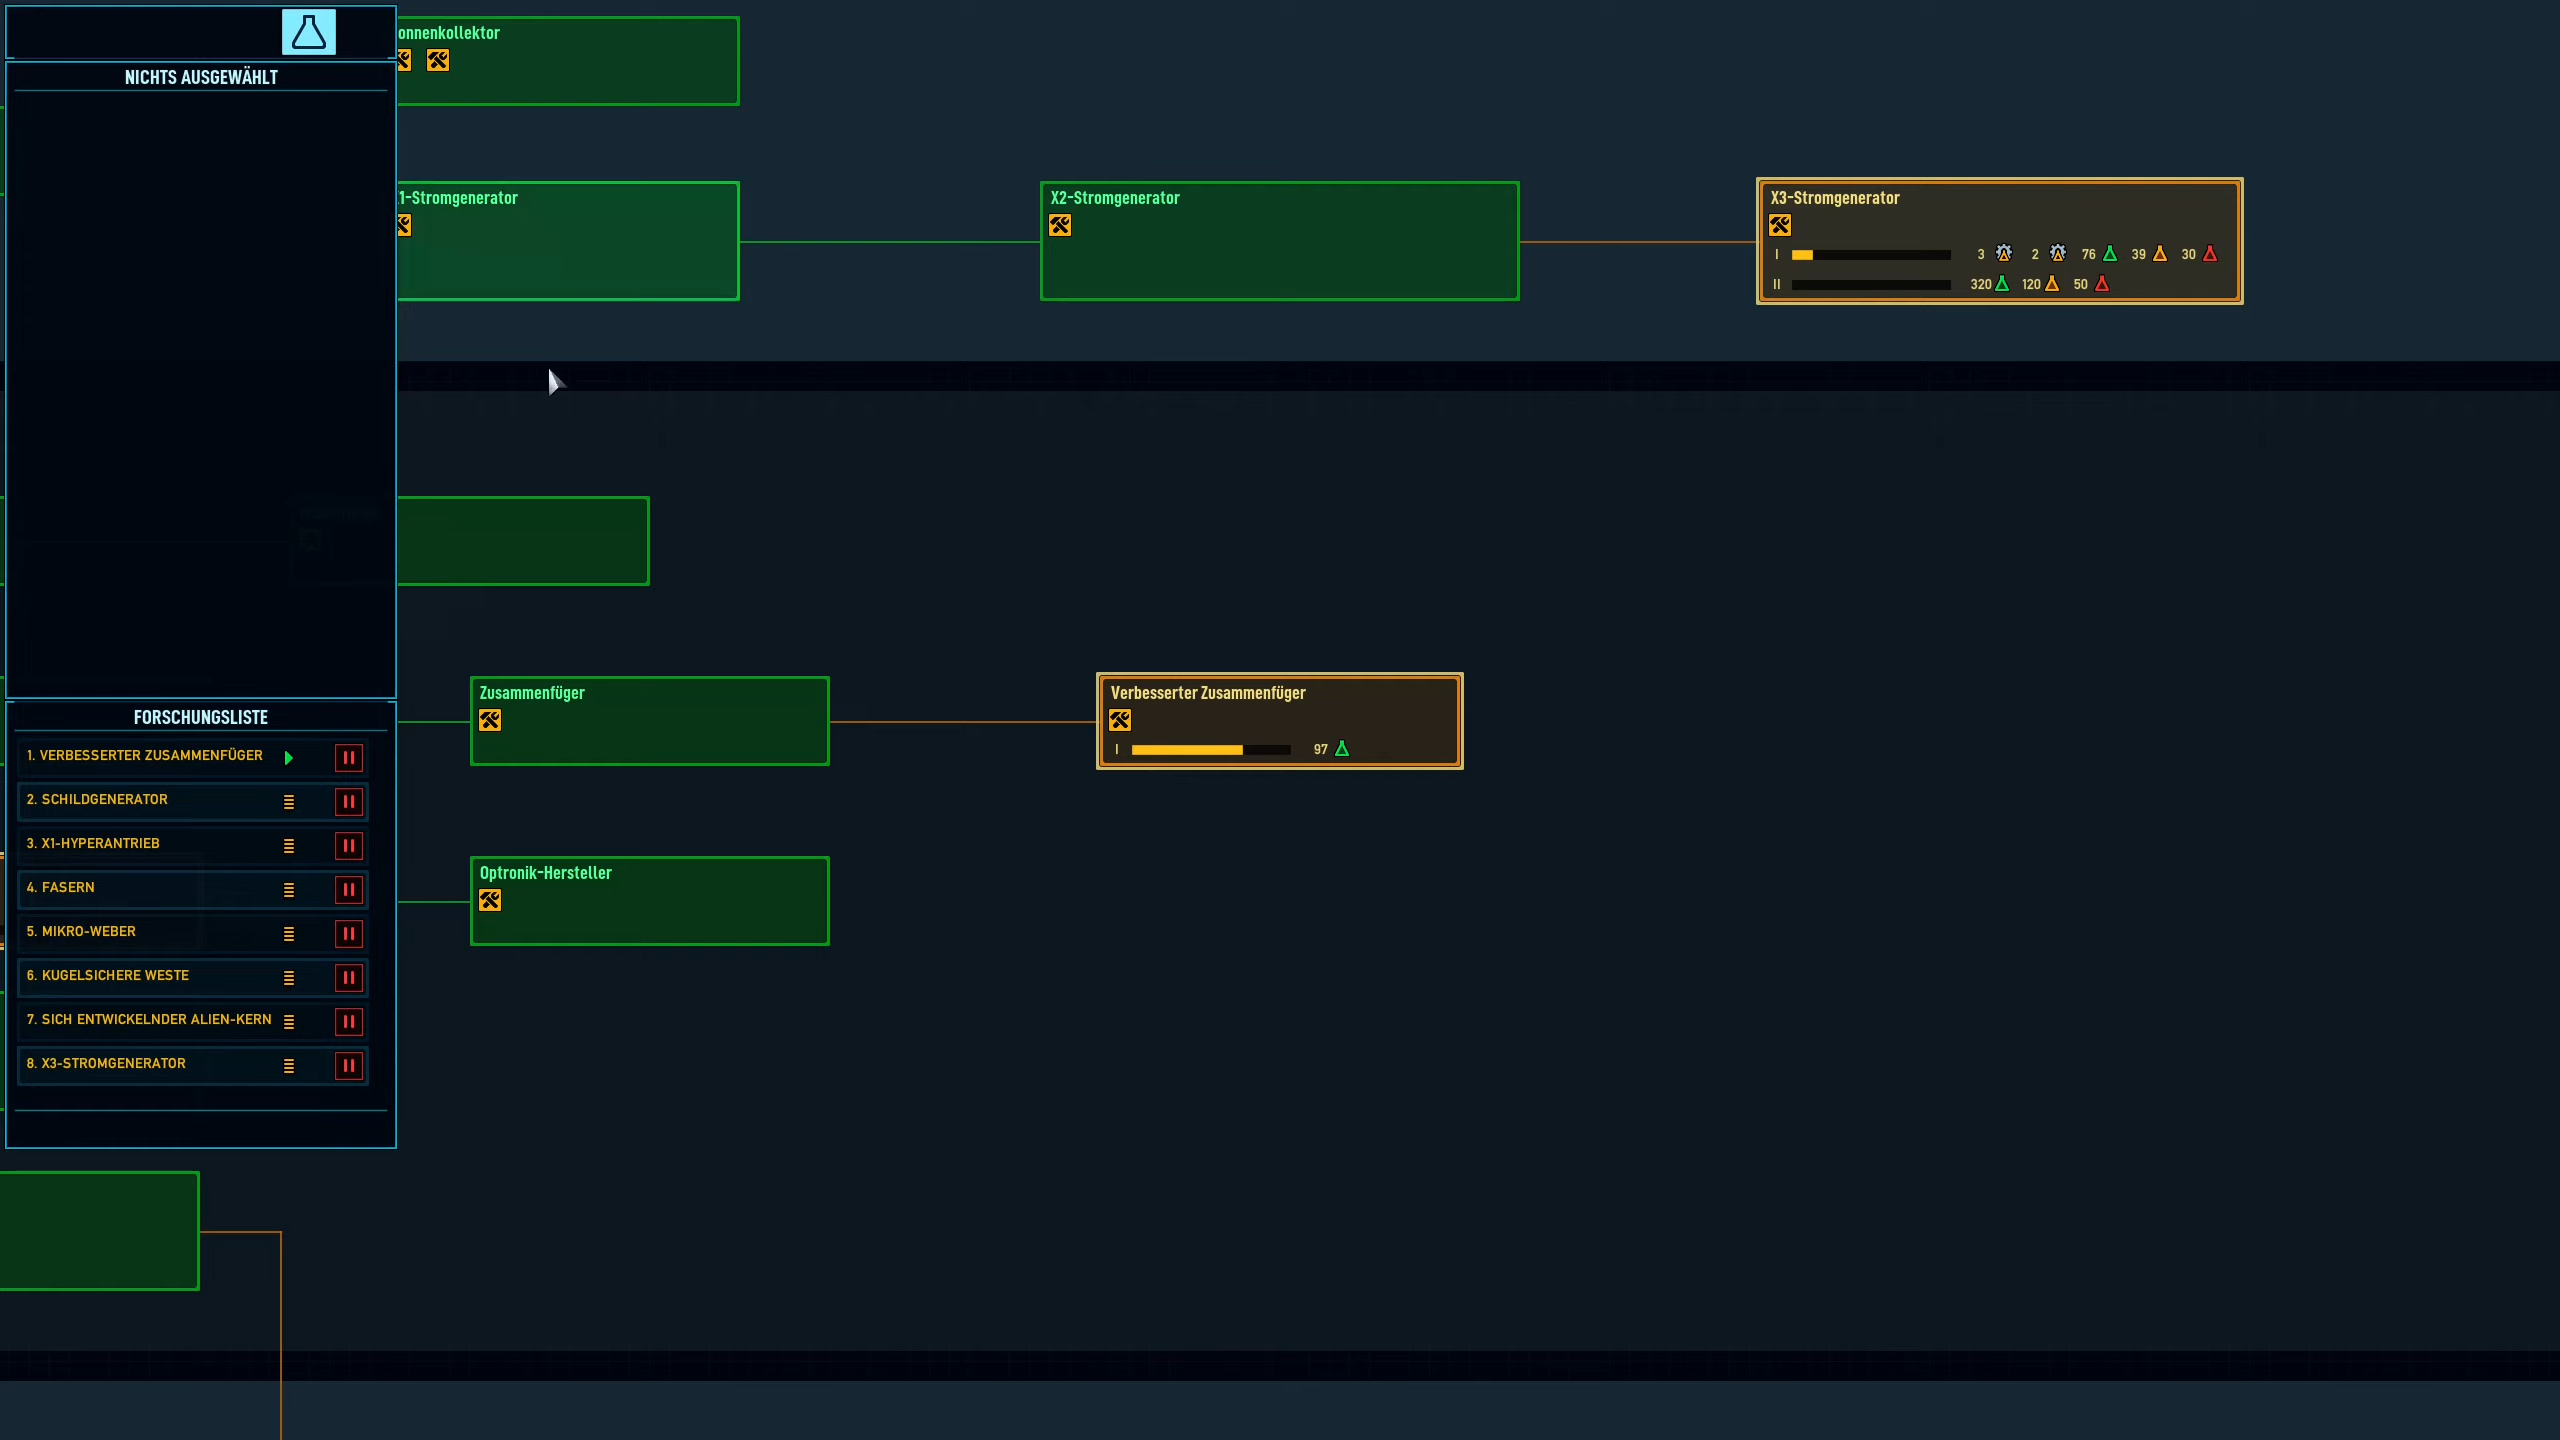 NICHTS AUSGEWÄHLT
onnenkollektor
1-Stromgenerator
X2-Stromgenerator
X3-Stromgenerator
I 3 2 76 39 30
II 320 120 50
Zusammenfüger
Verbesserter Zusammenfüger
I 97
Optronik-Hersteller
FORSCHUNGSLISTE
1. VERBESSERTER ZUSAMMENFÜGER
2. SCHILDGENERATOR
3. X1-HYPERANTRIEB
4. FASERN
5. MIKRO-WEBER
6. KUGELSICHERE WESTE
7. SICH ENTWICKELNDER ALIEN-KERN
8. X3-STROMGENERATOR